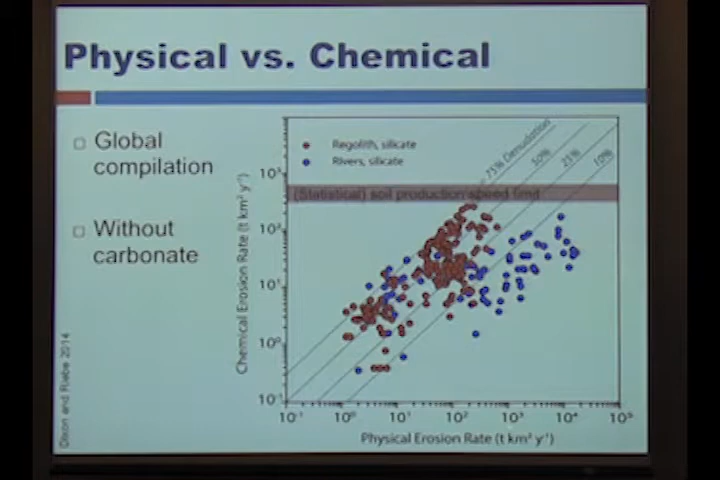 Physical vs. Chemical
Global
compilation
Without
carbonate
Dixon and Riebe 2014
Regolith, silicate
Rivers, silicate
75% Denudation
50%
25%
10%
(Statistical) soil production speed limit
Chemical Erosion Rate (t km² y⁻¹)
10³
10²
10¹
10⁰
10⁻¹
10⁻¹ 10⁰ 10¹ 10² 10³ 10⁴ 10⁵
Physical Erosion Rate (t km² y⁻¹)